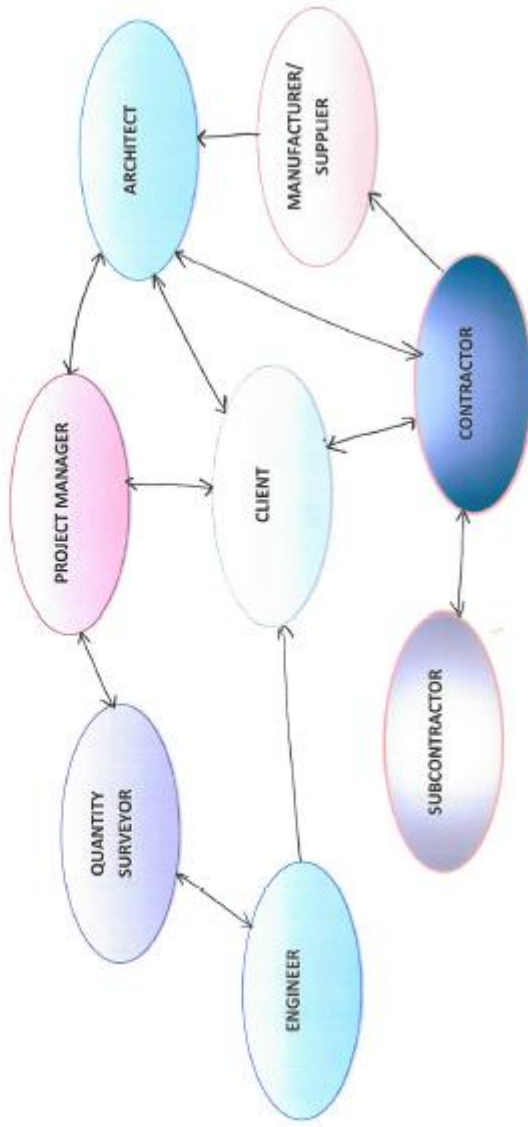 PROJECT MANAGER
QUANTITY
SURVEYOR
ARCHITECT
CLIENT
ENGINEER
MANUFACTURER/
SUPPLIER
SUBCONTRACTOR
CONTRACTOR